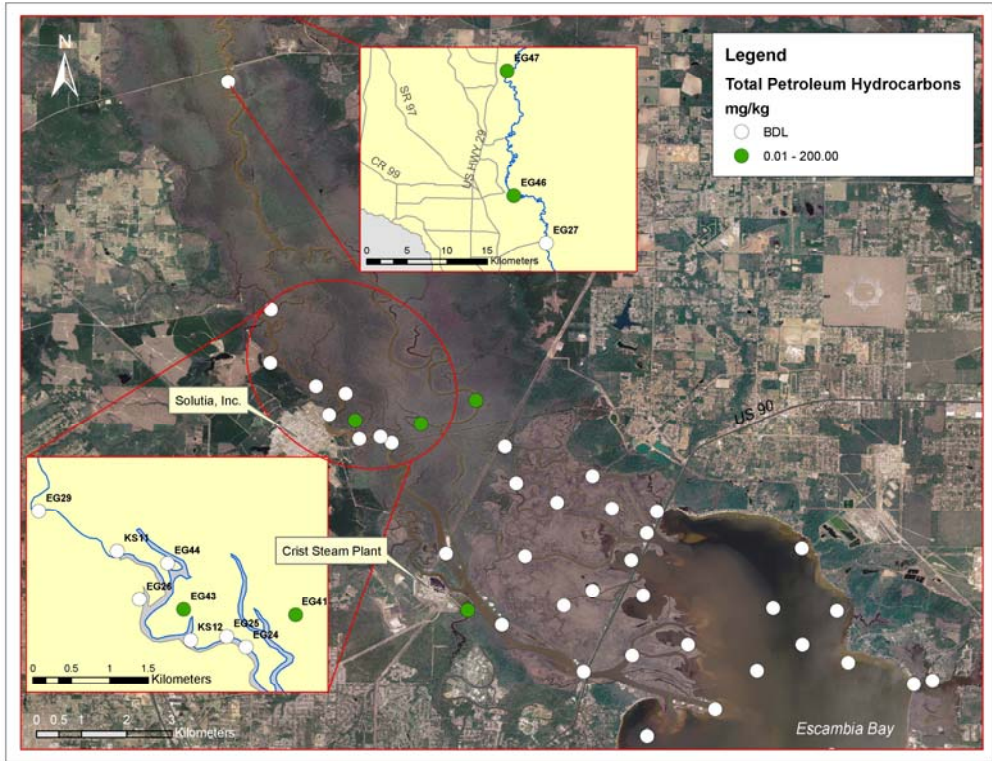 N
Legend
Total Petroleum Hydrocarbons
mg/kg
BDL
0.01 - 200.00
EG47
SR 97
US HWY 29
CR 99
EG46
EG27
0 5 10 15
Kilometers
Solutia, Inc.
US 90
EG29
KS11
EG44
EG26
EG43
EG41
KS12
EG25
EG24
0 0.5 1 1.5
Kilometers
Crist Steam Plant
0 0.5 1 2 3
Kilometers
Escambia Bay